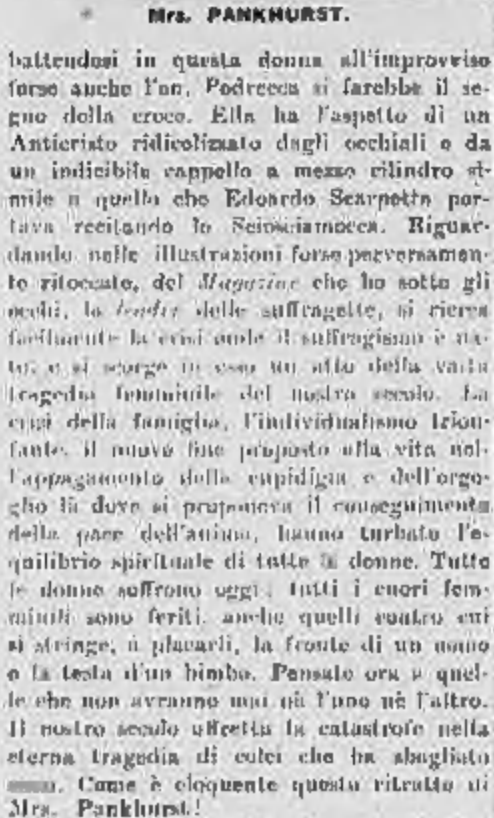 Mrs. PANKHURST.
battendosi in questa donna all'improvviso
forse anche l'on. Podrecca si farebbe il se-
gno della croce. Ella ha l'aspetto di un
Anticristo ridicolizzato dagli occhiali e da
un indicibile cappello a mezzo cilindro si-
mile a quello che Edoardo Scarpetta por-
tava recitando lo Sciosciamocca. Riguar-
dando nelle illustrazioni forse perversamen-
te ritoccate, del Magazine che ho sotto gli
occhi, la leader delle suffragette, si ricrea
facilmente la crisi onde il suffragismo è na-
to; e si scorge in esso un atto della vasta
tragedia femminile del nostro secolo. La
crisi della famiglia, l'individualismo trion-
fante, il nuovo fine proposto alla vita nel-
l'appagamento delle cupidigie e dell'orgo-
glio là dove si proponeva il conseguimento
della pace dell'animo, hanno turbato l'e-
quilibrio spirituale di tutte le donne. Tutte
le donne soffrono oggi: tutti i cuori fem-
minili sono feriti, anche quelli contro cui
si stringe, a placarli, la fronte di un uomo
o la testa d'un bimbo. Pensate ora a quel-
le che non avranno mai nè l'uno nè l'altro.
Il nostro secolo affretta la catastrofe nella
eterna tragedia di colei che ha sbagliato
. Come è eloquente questo ritratto di
Mrs. Pankhurst!